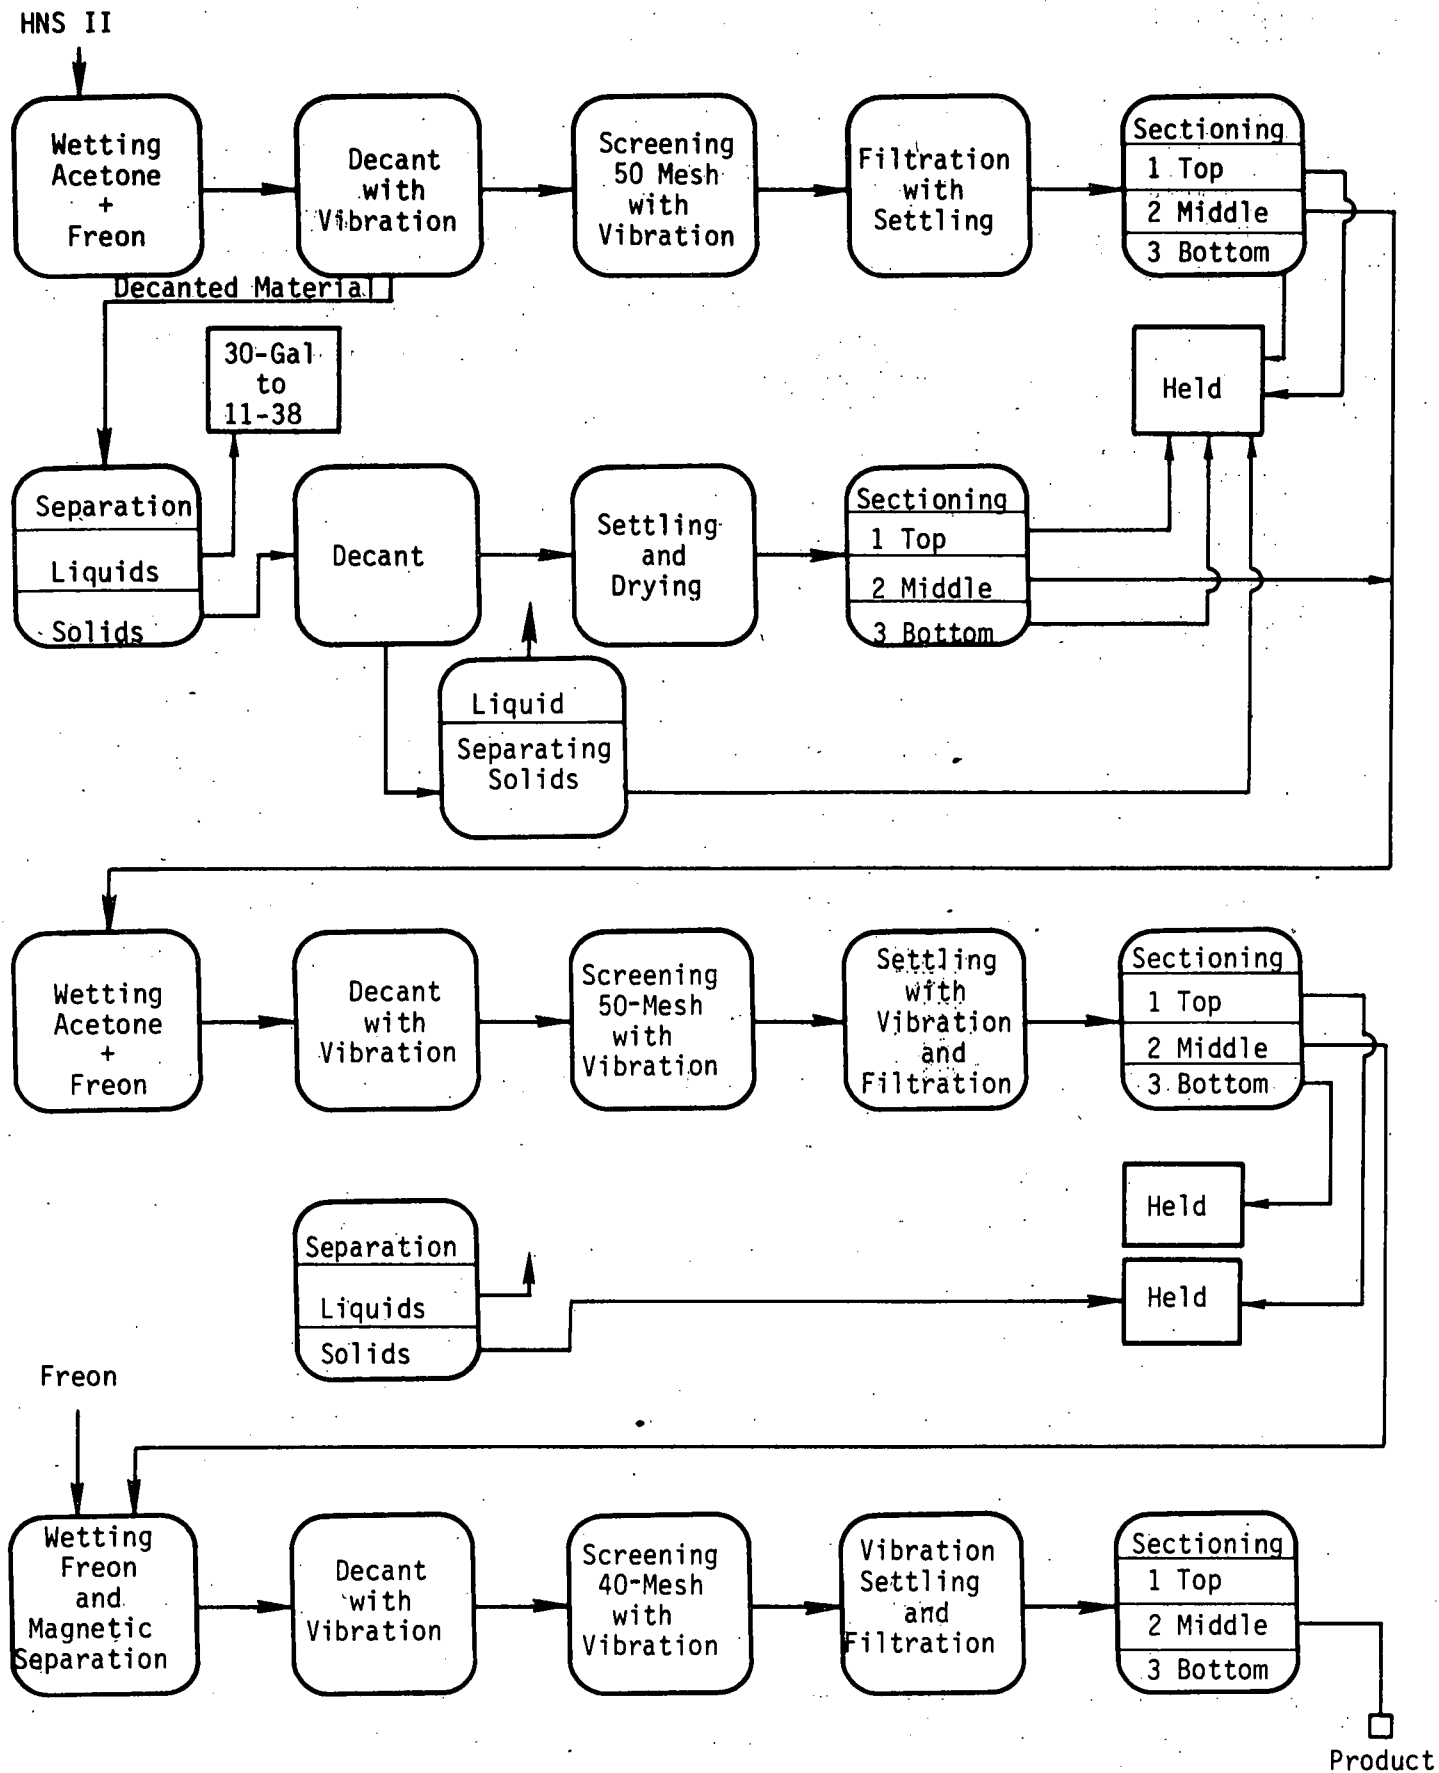 HNS II
Wetting
Acetone
+
Freon
Decant
with
Vibration
Screening
50 Mesh
with
Vibration
Filtration
with
Settling
Sectioning
1 Top
2 Middle
3 Bottom
Decanted Material
30-Gal
to
11-38
Held
Separation
Liquids
Solids
Decant
Settling
and
Drying
Sectioning
1 Top
2 Middle
3 Bottom
Liquid
Separating
Solids
Wetting
Acetone
+
Freon
Decant
with
Vibration
Screening
50-Mesh
with
Vibration
Settling
with
Vibration
and
Filtration
Sectioning
1 Top
2 Middle
3 Bottom
Held
Separation
Liquids
Solids
Held
Freon
Wetting
Freon
and
Magnetic
Separation
Decant
with
Vibration
Screening
40-Mesh
with
Vibration
Vibration
Settling
and
Filtration
Sectioning
1 Top
2 Middle
3 Bottom
Product